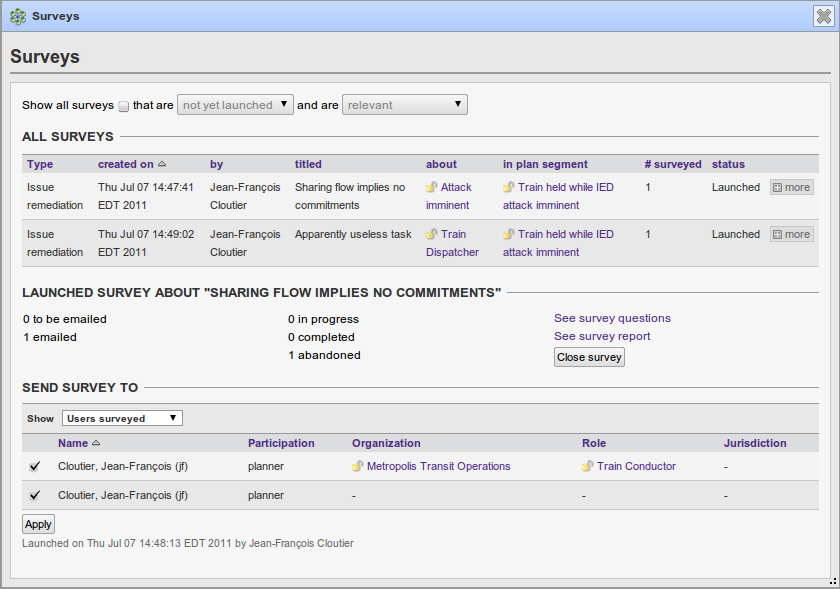 Surveys
Surveys
Show all surveys that are not yet launched and are relevant
ALL SURVEYS
Type created on by titled about in plan segment # surveyed status
Issue Thu Jul 07 14:47:41 Jean-François Sharing flow implies no Attack Train held while IED 1 Launched more
remediation EDT 2011 Cloutier commitments imminent attack imminent
Issue Thu Jul 07 14:49:02 Jean-François Apparently useless task Train Train held while IED 1 Launched more
remediation EDT 2011 Cloutier Dispatcher attack imminent
LAUNCHED SURVEY ABOUT "SHARING FLOW IMPLIES NO COMMITMENTS"
0 to be emailed 0 in progress See survey questions
1 emailed 0 completed See survey report
1 abandoned Close survey
SEND SURVEY TO
Show Users surveyed
Name Participation Organization Role Jurisdiction
Cloutier, Jean-François (jf) planner Metropolis Transit Operations Train Conductor -
Cloutier, Jean-François (jf) planner - - -
Apply
Launched on Thu Jul 07 14:48:13 EDT 2011 by Jean-François Cloutier